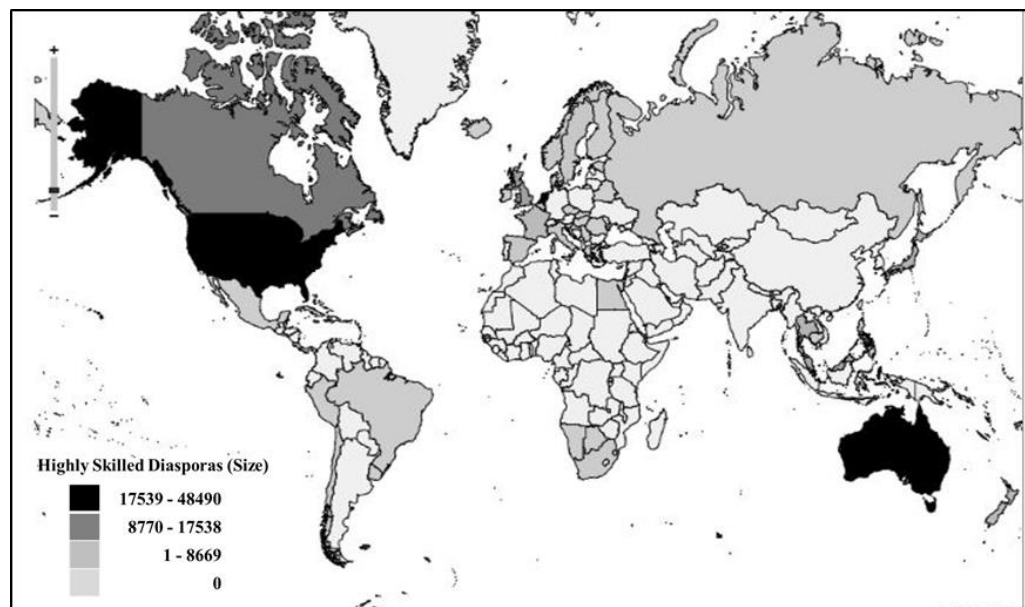 +
−
Highly Skilled Diasporas (Size)
17539 - 48490
8770 - 17538
1 - 8669
0